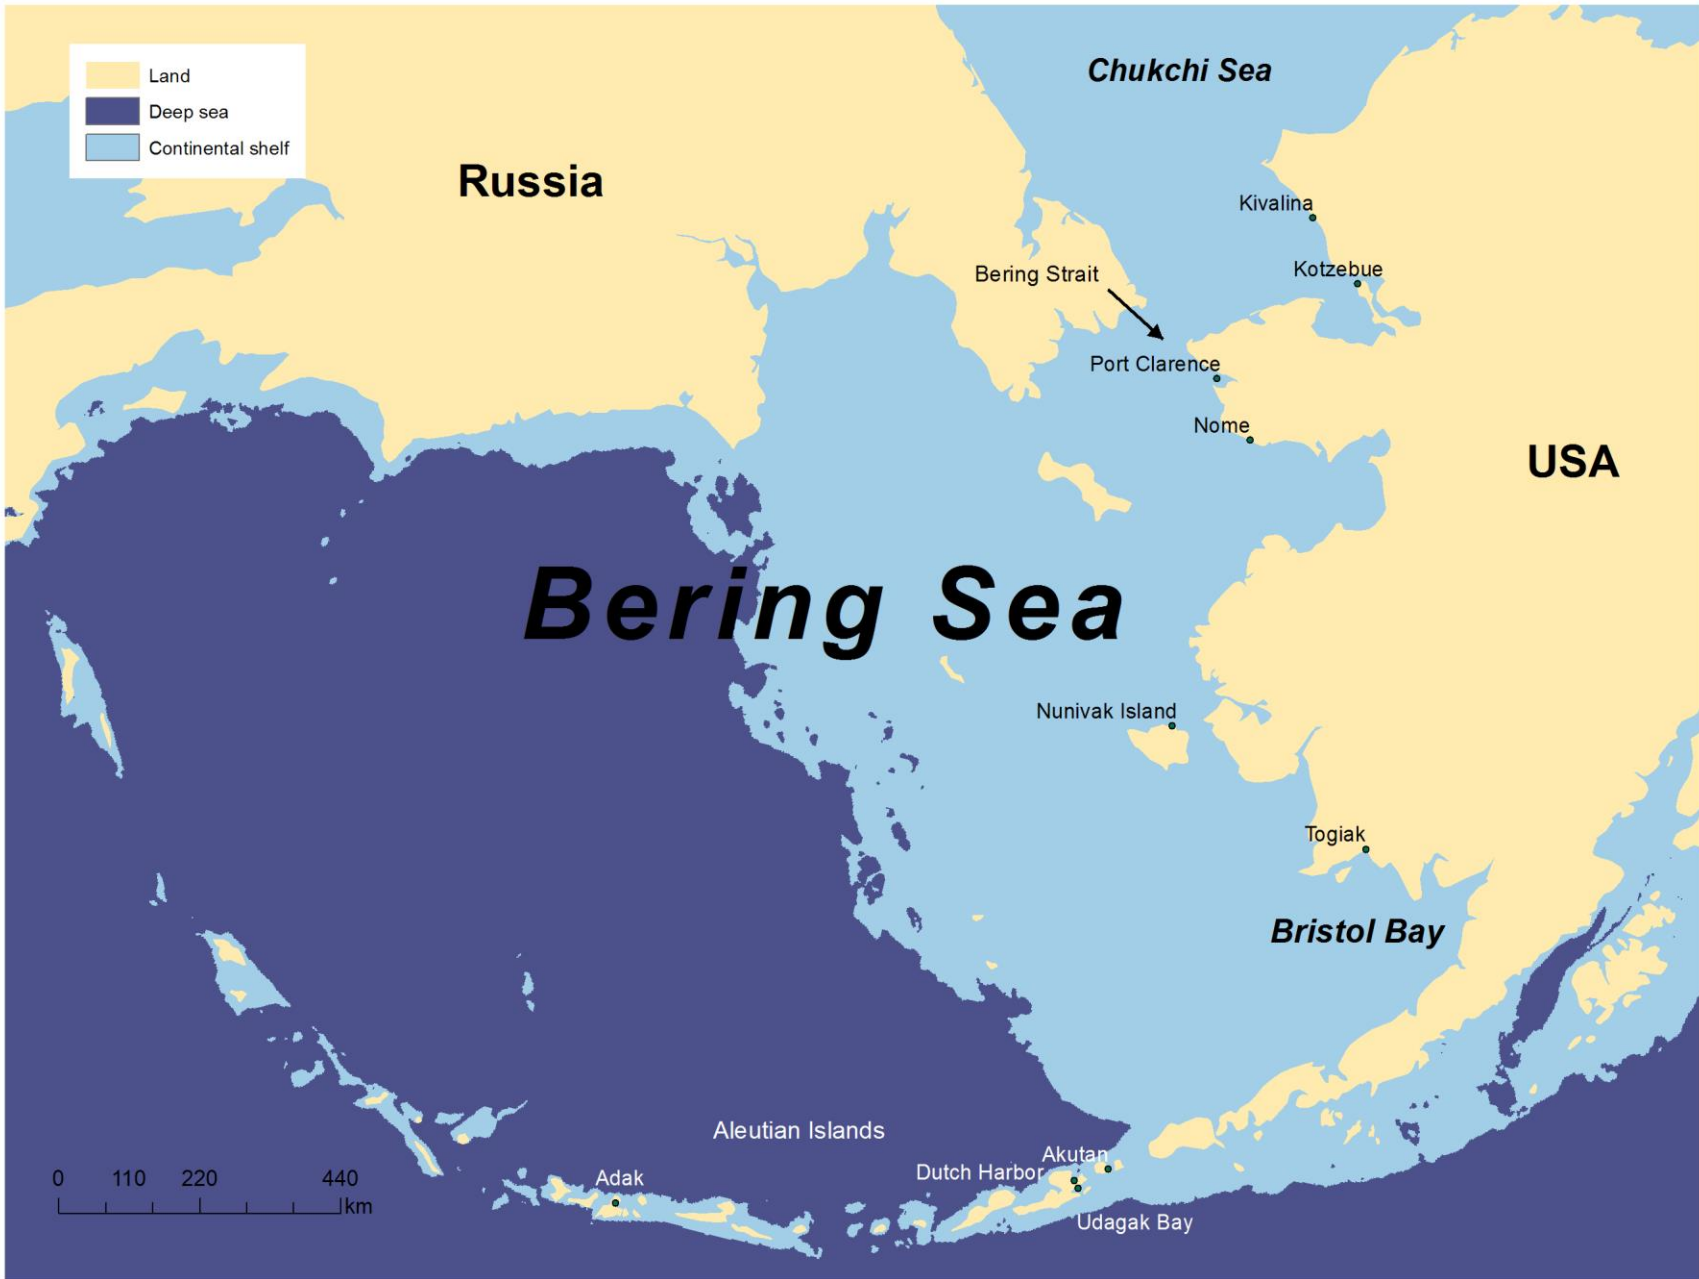 Land
Deep sea
Continental shelf
Chukchi Sea
Russia
Kivalina
Kotzebue
Bering Strait
Port Clarence
Nome
USA
Bering Sea
Nunivak Island
Togiak
Bristol Bay
Aleutian Islands
Akutan
Dutch Harbor
Adak
Udagak Bay
0 110 220 440
km